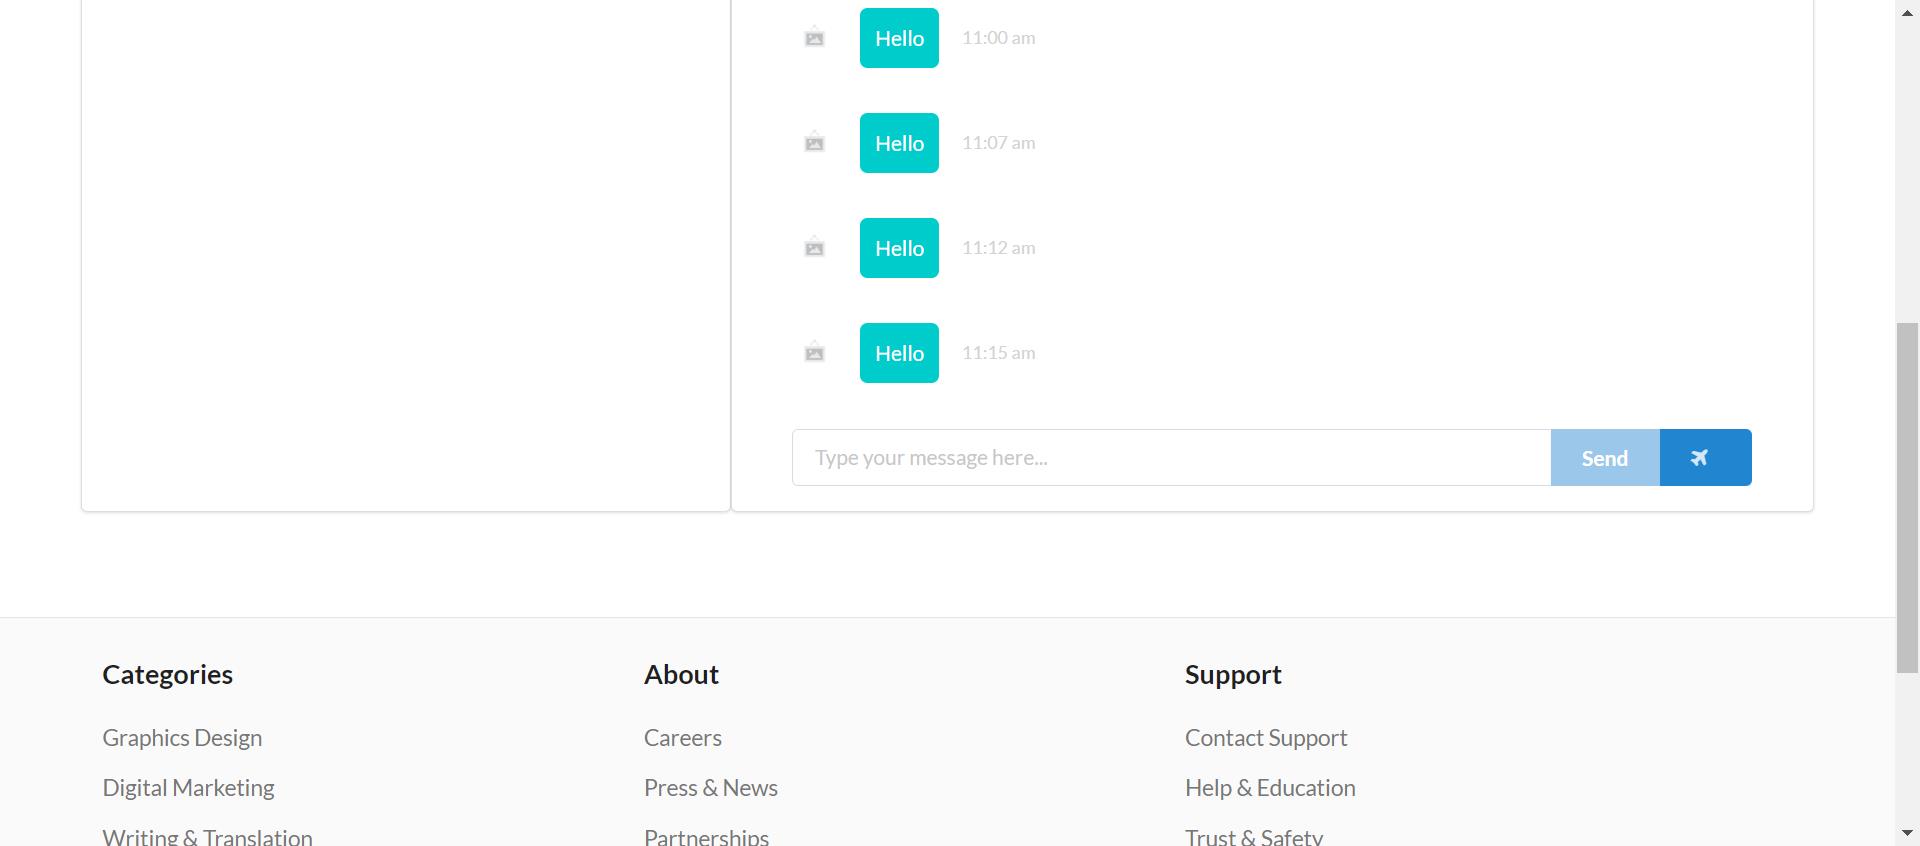 Hello 11:00 am
Hello 11:07 am
Hello 11:12 am
Hello 11:15 am
Type your message here...
Send
Categories
Graphics Design
Digital Marketing
Writing & Translation
About
Careers
Press & News
Partnerships
Support
Contact Support
Help & Education
Trust & Safety